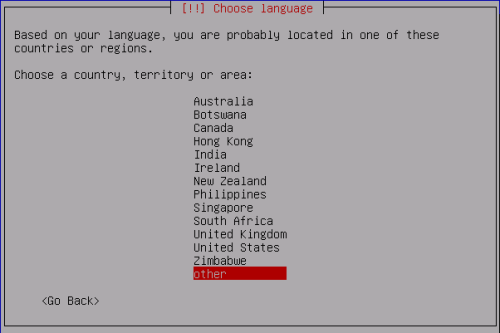 [!!] Choose language
Based on your language, you are probably located in one of these
countries or regions.
Choose a country, territory or area:
Australia
Botswana
Canada
Hong Kong
India
Ireland
New Zealand
Philippines
Singapore
South Africa
United Kingdom
United States
Zimbabwe
other
<Go Back>